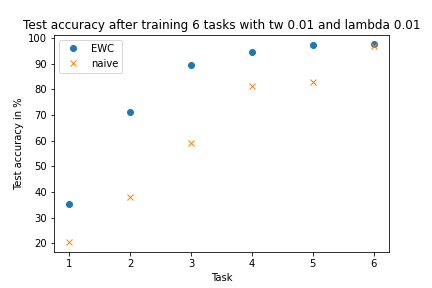 Test accuracy after training 6 tasks with tw 0.01 and lambda 0.01
EWC
naive
Test accuracy in %
100
90
80
70
60
50
40
30
20
1 2 3 4 5 6
Task